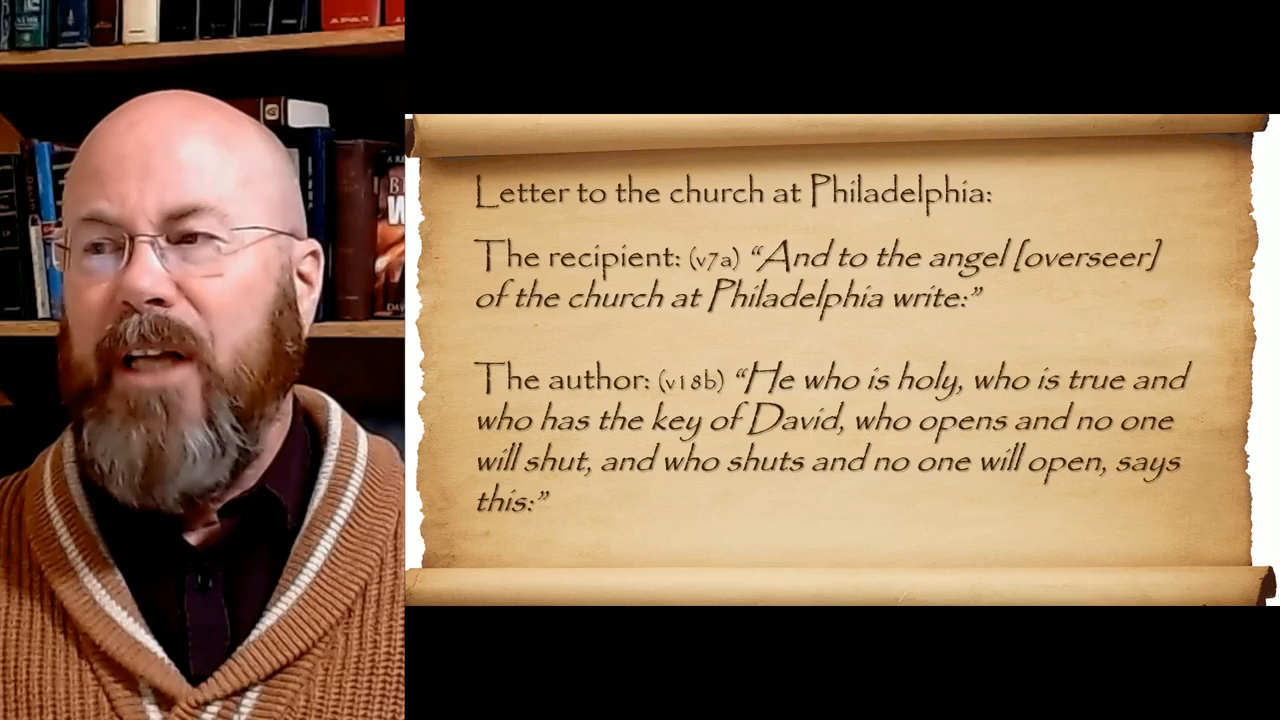 Letter to the church at Philadelphia:
The recipient: (v7a) “And to the angel [overseer]
of the church at Philadelphia write:”
The author: (v18b) “He who is holy, who is true and
who has the key of David, who opens and no one
will shut, and who shuts and no one will open, says
this:”